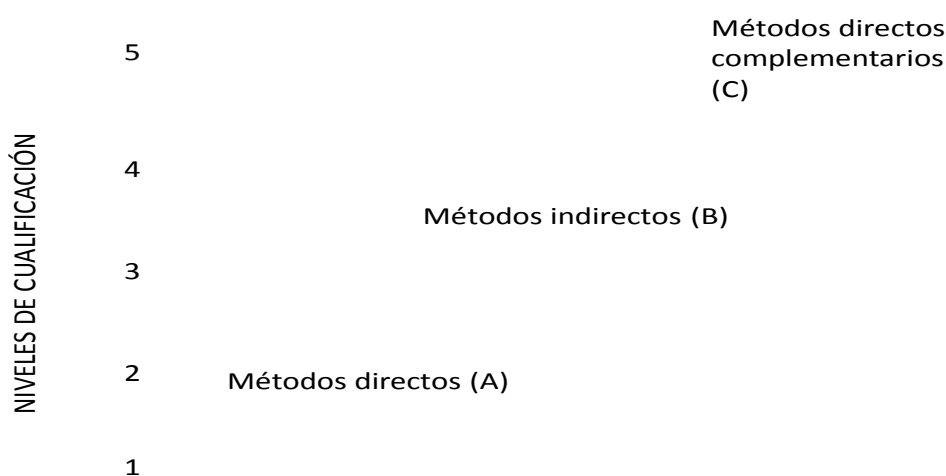 Métodos directos
complementarios
(C)
5
4
Métodos indirectos (B)
3
2
Métodos directos (A)
1
NIVELES DE CUALIFICACIÓN